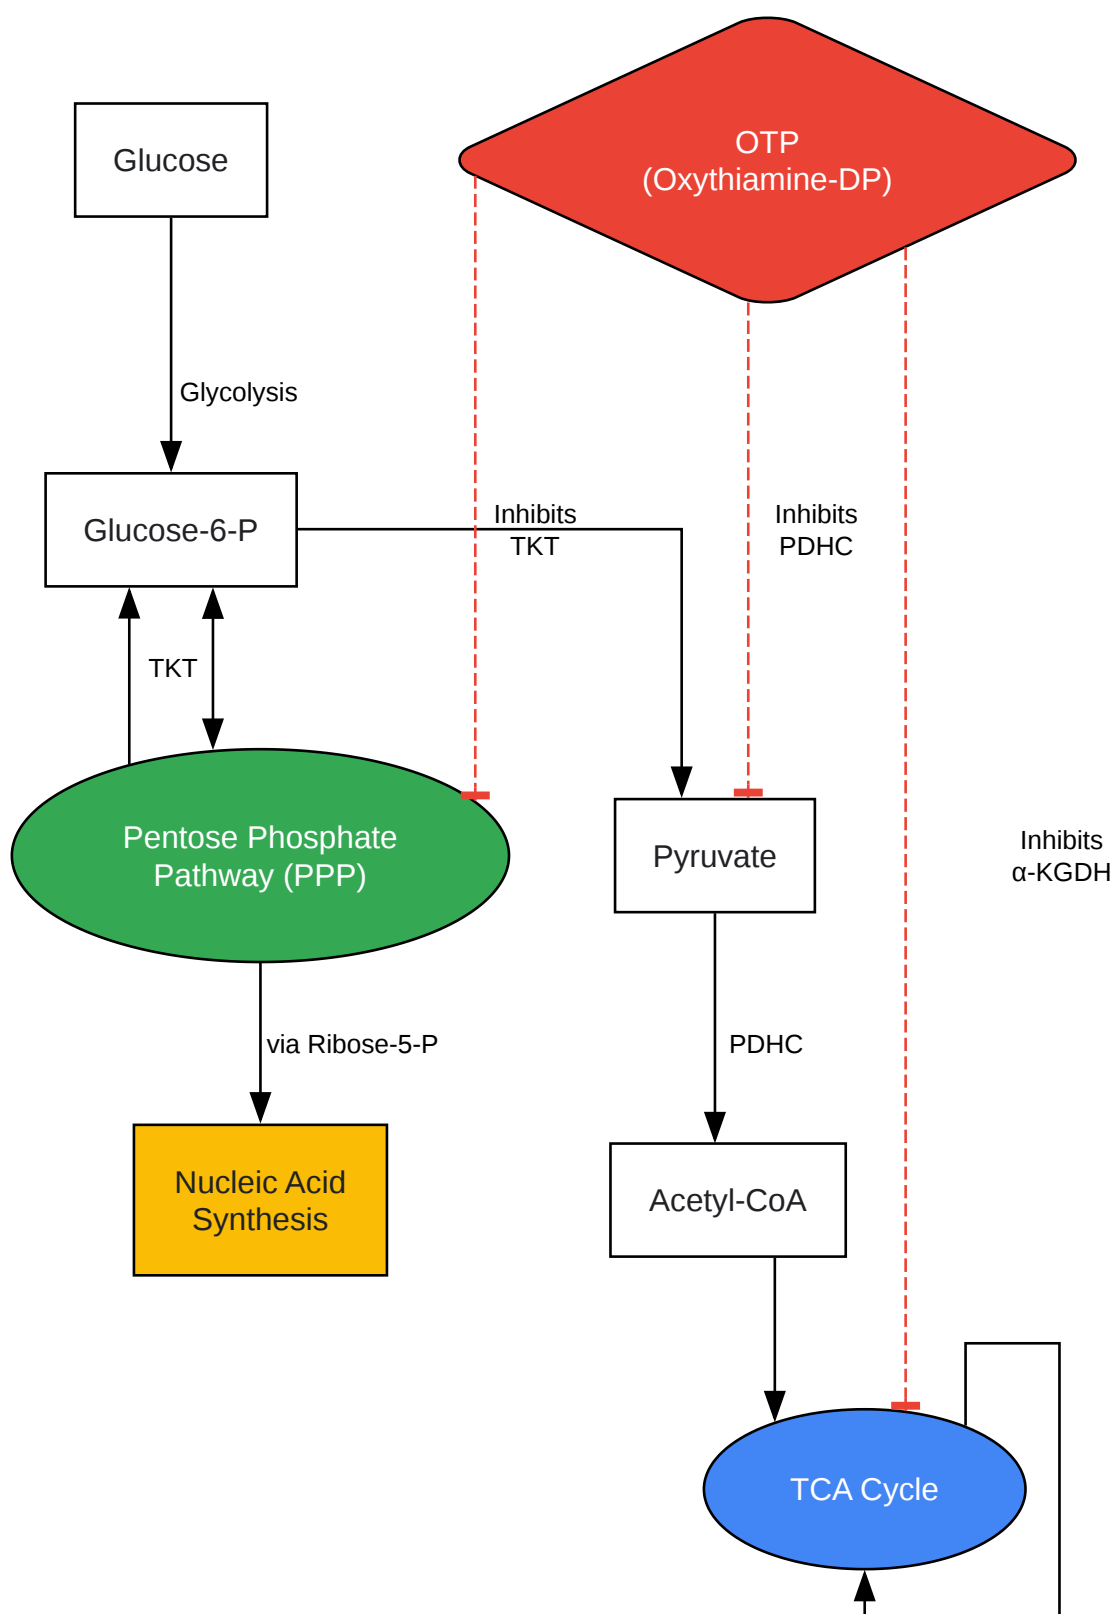 OTP
(Oxythiamine-DP)
Glucose
Glycolysis
Glucose-6-P
Inhibits
TKT
Inhibits
PDHC
TKT
Pentose Phosphate
Pathway (PPP)
Pyruvate
Inhibits
α-KGDH
via Ribose-5-P
PDHC
Nucleic Acid
Synthesis
Acetyl-CoA
TCA Cycle